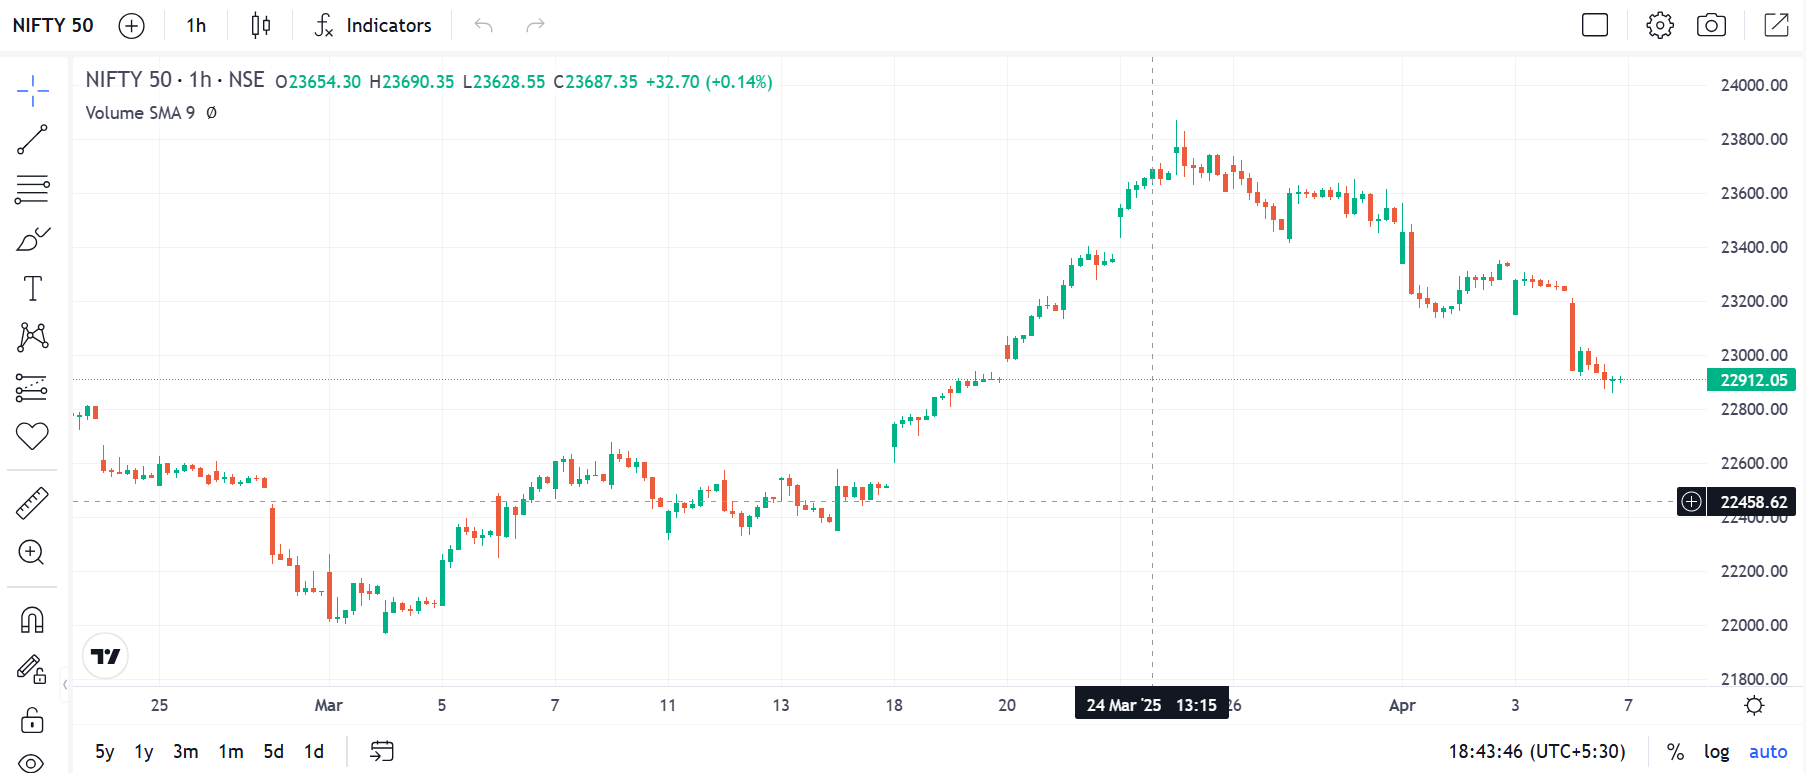 NIFTY 50 1h Indicators
NIFTY 50 · 1h · NSE O23654.30 H23690.35 L23628.55 C23687.35 +32.70 (+0.14%)
Volume SMA 9 Ø
24000.00
23800.00
23600.00
23400.00
23200.00
23000.00
22912.05
22800.00
22600.00
22458.62
22400.00
22200.00
22000.00
21800.00
25 Mar 5 7 11 13 18 20 24 Mar '25 13:15 26 Apr 3 7
5y 1y 3m 1m 5d 1d 18:43:46 (UTC+5:30) % log auto